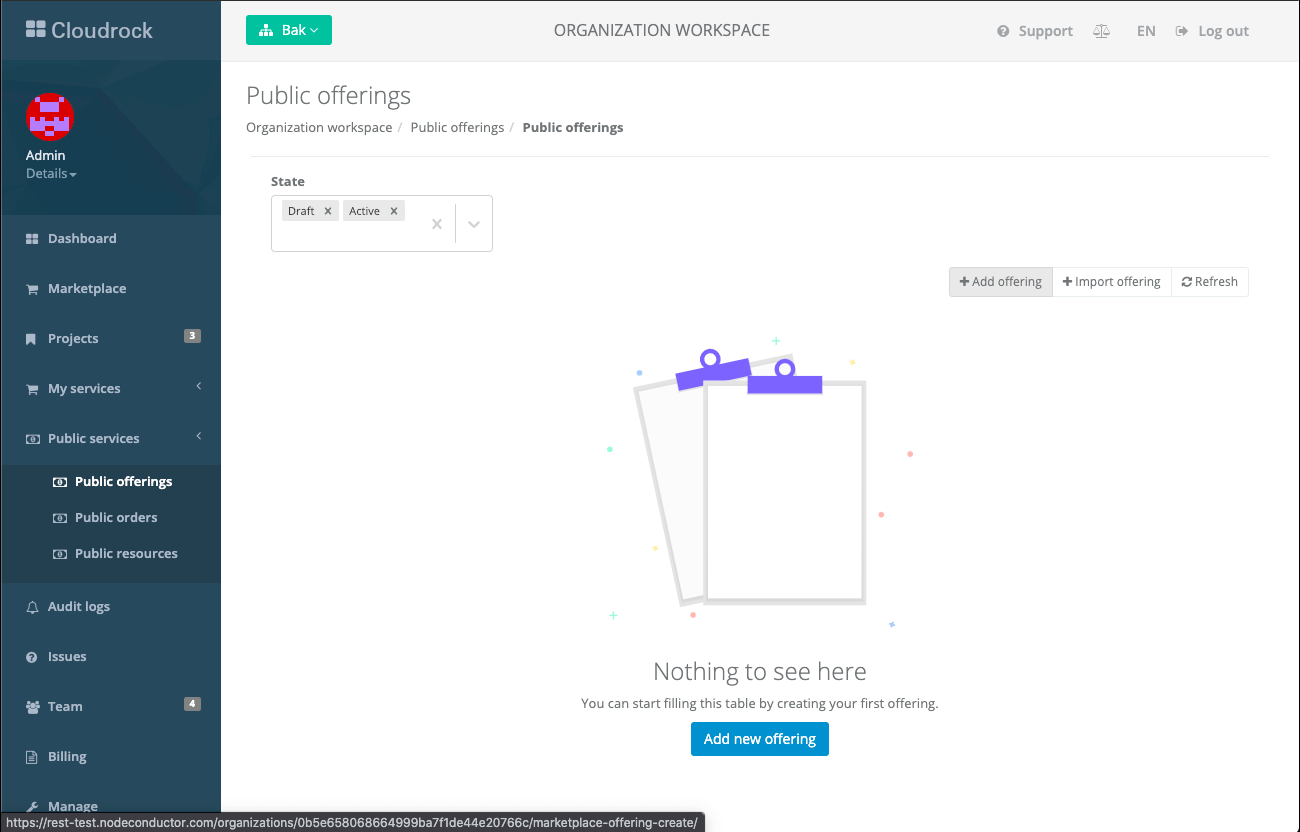 Cloudrock
Bak
ORGANIZATION WORKSPACE
Support
EN
Log out
Admin
Details
Dashboard
Marketplace
Projects 3
My services
Public services
Public offerings
Public orders
Public resources
Audit logs
Issues
Team 4
Billing
Manage
Public offerings
Organization workspace / Public offerings / Public offerings
State
Draft × Active ×
+ Add offering
+ Import offering
Refresh
Nothing to see here
You can start filling this table by creating your first offering.
Add new offering
https://rest-test.nodeconductor.com/organizations/0b5e658068664999ba7f1de44e20766c/marketplace-offering-create/